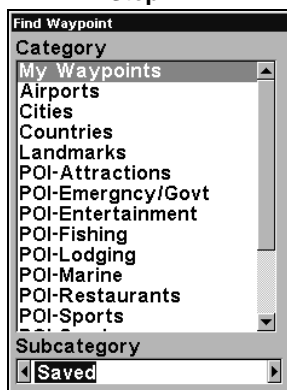 Find Waypoint
Category
My Waypoints
Airports
Cities
Countries
Landmarks
POI-Attractions
POI-Emergncy/Govt
POI-Entertainment
POI-Fishing
POI-Lodging
POI-Marine
POI-Restaurants
POI-Sports
Subcategory
Saved